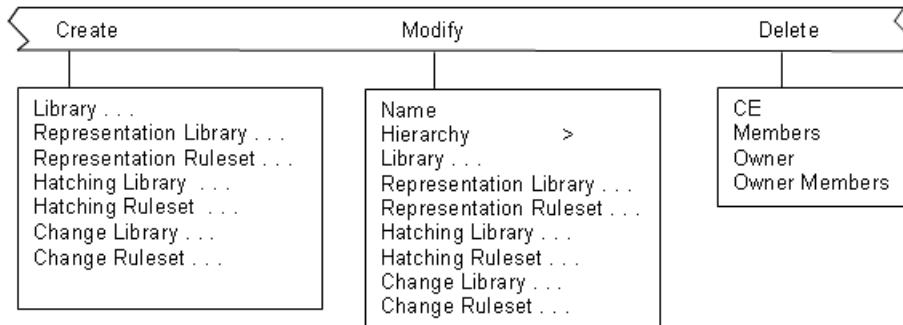 Create Modify Delete
Library . . .
Representation Library . . .
Representation Ruleset . . .
Hatching Library . . .
Hatching Ruleset . . .
Change Library . . .
Change Ruleset . . .
Name
Hierarchy >
Library . . .
Representation Library . . .
Representation Ruleset . . .
Hatching Library . . .
Hatching Ruleset . . .
Change Library . . .
Change Ruleset . . .
CE
Members
Owner
Owner Members